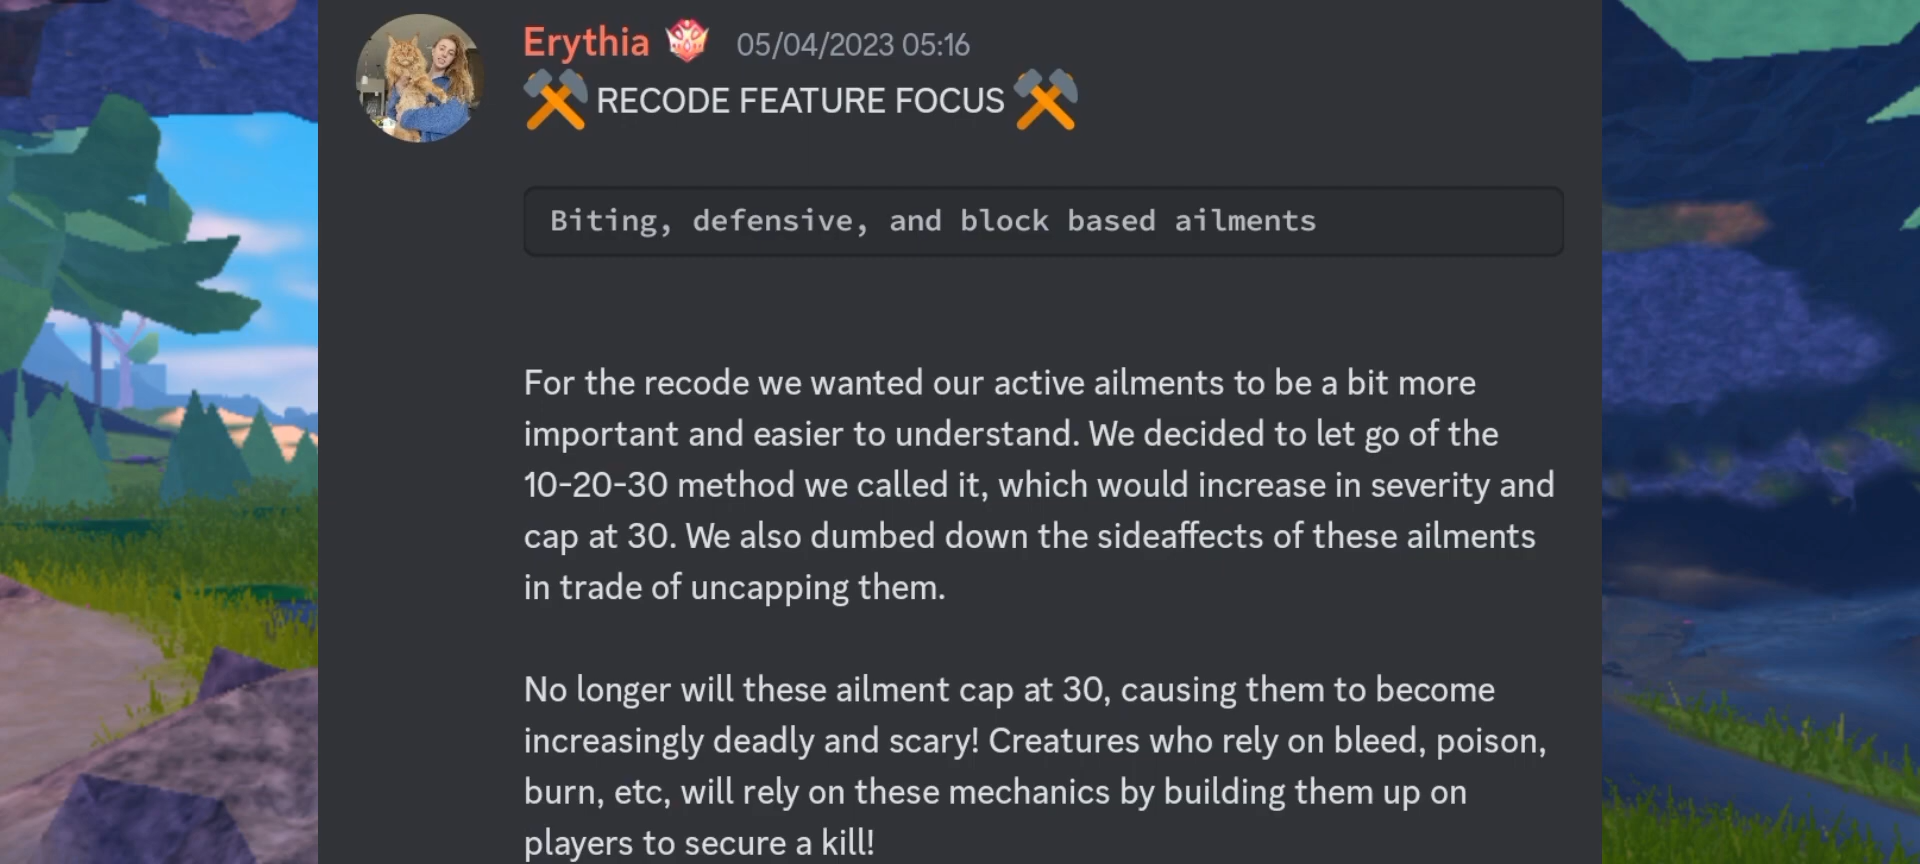 Erythia 05/04/2023 05:16
RECODE FEATURE FOCUS
Biting, defensive, and block based ailments
For the recode we wanted our active ailments to be a bit more
important and easier to understand. We decided to let go of the
10-20-30 method we called it, which would increase in severity and
cap at 30. We also dumbed down the sideaffects of these ailments
in trade of uncapping them.
No longer will these ailment cap at 30, causing them to become
increasingly deadly and scary! Creatures who rely on bleed, poison,
burn, etc, will rely on these mechanics by building them up on
players to secure a kill!